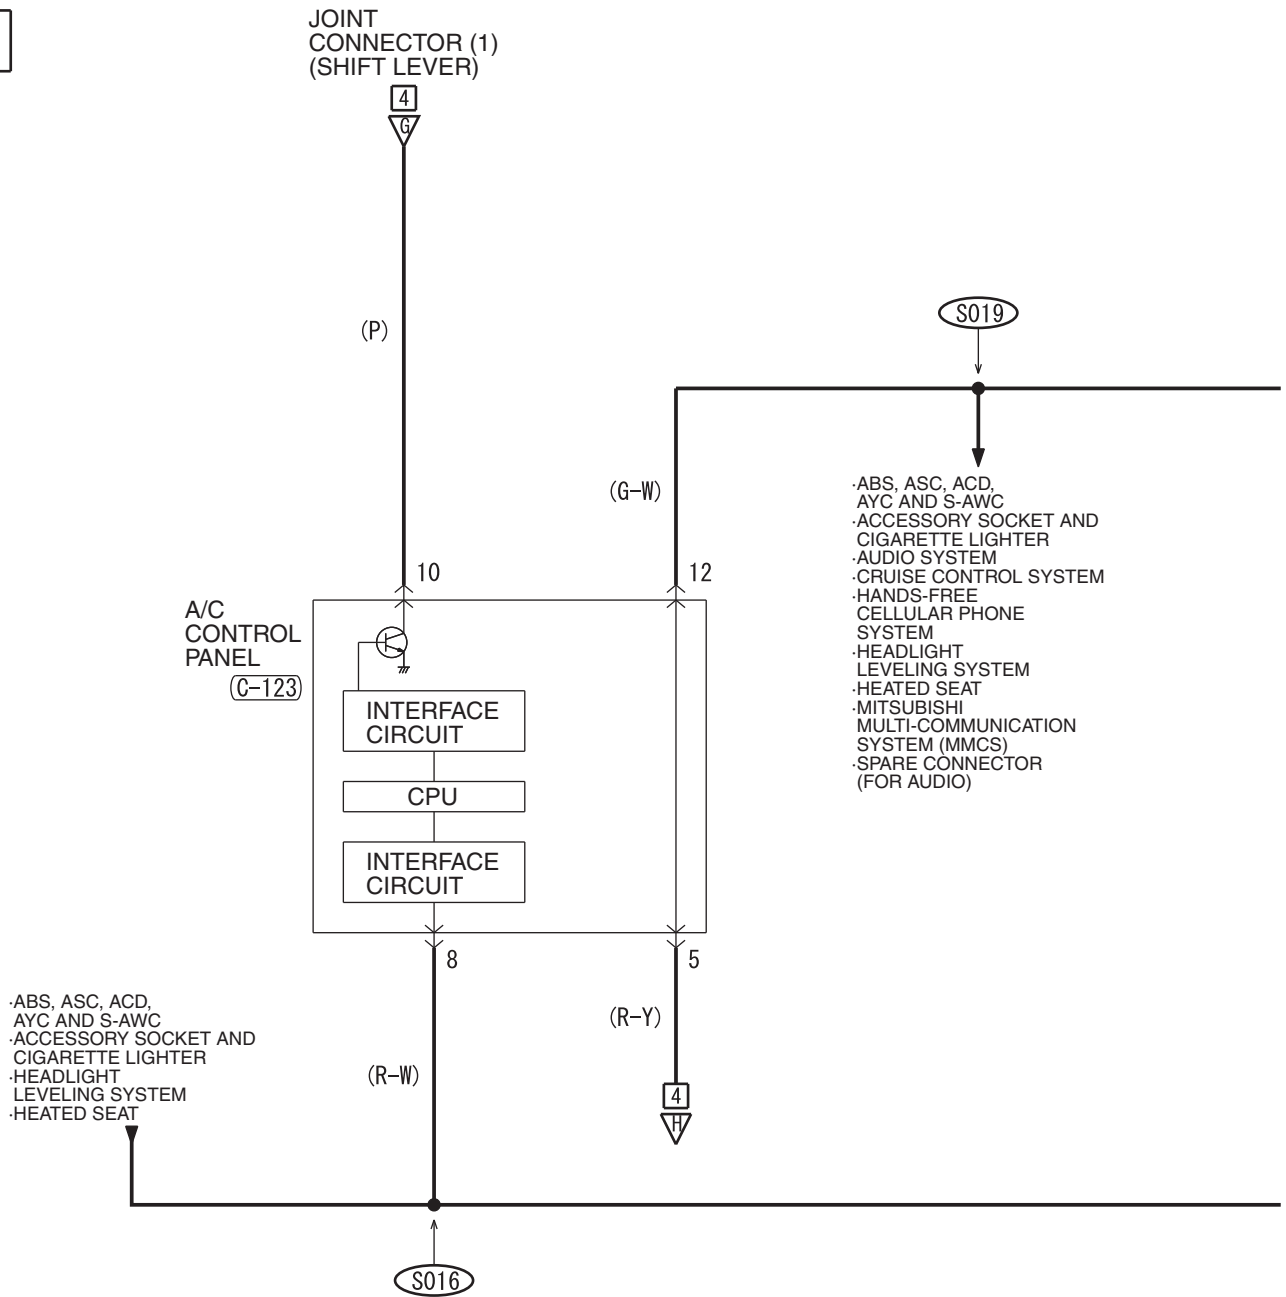 JOINT
CONNECTOR (1)
(SHIFT LEVER)
4
G
(P)
S019
(G-W)
·ABS, ASC, ACD,
AYC AND S-AWC
·ACCESSORY SOCKET AND
CIGARETTE LIGHTER
·AUDIO SYSTEM
·CRUISE CONTROL SYSTEM
·HANDS-FREE
CELLULAR PHONE
SYSTEM
·HEADLIGHT
LEVELING SYSTEM
·HEATED SEAT
·MITSUBISHI
MULTI-COMMUNICATION
SYSTEM (MMCS)
·SPARE CONNECTOR
(FOR AUDIO)
10
12
A/C
CONTROL
PANEL
C-123
INTERFACE
CIRCUIT
CPU
INTERFACE
CIRCUIT
8
5
·ABS, ASC, ACD,
AYC AND S-AWC
·ACCESSORY SOCKET AND
CIGARETTE LIGHTER
·HEADLIGHT
LEVELING SYSTEM
·HEATED SEAT
(R-W)
(R-Y)
4
H
S016